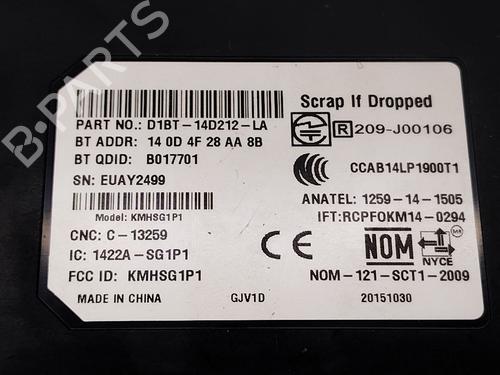 B-PARTS
Scrap If Dropped
PART NO.: D1BT-14D212-LA
R 209-J00106
BT ADDR: 14 0D 4F 28 AA 8B
BT QDID: B017701
CCAB14LP1900T1
SN: EUAY2499
ANATEL: 1259-14-1505
Model: KMHSG1P1
IFT:RCPFOKM14-0294
CNC: C-13259
CE
NOM
MR
NYCE
IC: 1422A-SG1P1
FCC ID: KMHSG1P1
NOM-121-SCT1-2009
MADE IN CHINA
GJV1D
20151030